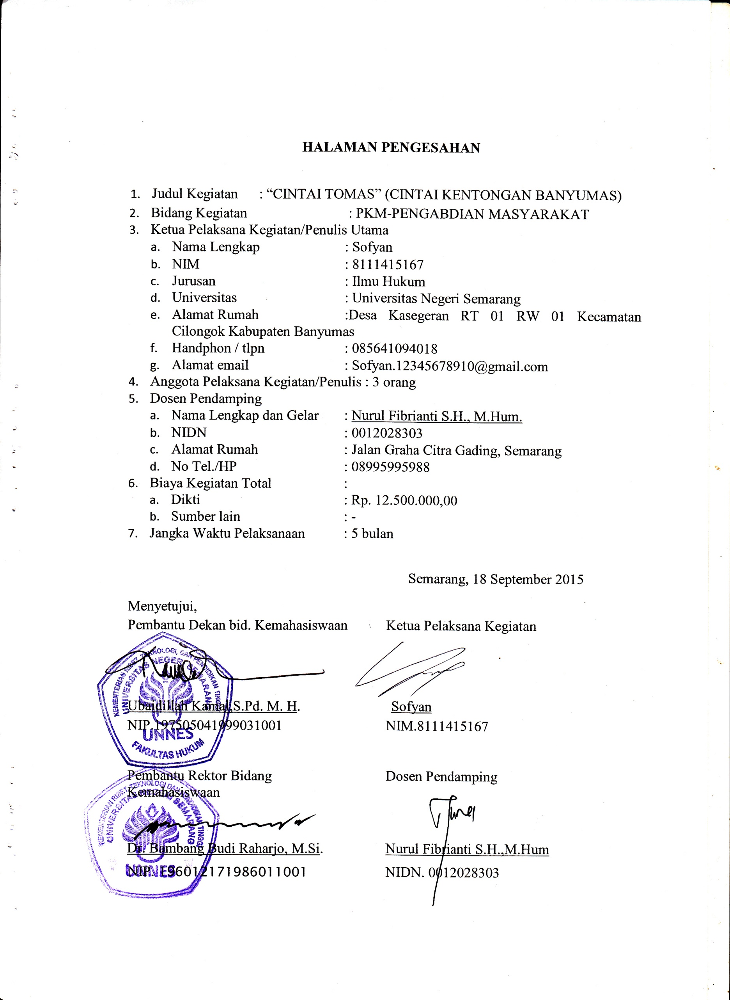 HALAMAN PENGESAHAN
1. Judul Kegiatan : “CINTAI TOMAS” (CINTAI KENTONGAN BANYUMAS)
2. Bidang Kegiatan : PKM-PENGABDIAN MASYARAKAT
3. Ketua Pelaksana Kegiatan/Penulis Utama
a. Nama Lengkap : Sofyan
b. NIM : 8111415167
c. Jurusan : Ilmu Hukum
d. Universitas : Universitas Negeri Semarang
e. Alamat Rumah :Desa Kasegeran RT 01 RW 01 Kecamatan
Cilongok Kabupaten Banyumas
f. Handphon / tlpn : 085641094018
g. Alamat email : Sofyan.12345678910@gmail.com
4. Anggota Pelaksana Kegiatan/Penulis : 3 orang
5. Dosen Pendamping
a. Nama Lengkap dan Gelar : Nurul Fibrianti S.H., M.Hum.
b. NIDN : 0012028303
c. Alamat Rumah : Jalan Graha Citra Gading, Semarang
d. No Tel./HP : 08995995988
6. Biaya Kegiatan Total :
a. Dikti : Rp. 12.500.000,00
b. Sumber lain : -
7. Jangka Waktu Pelaksanaan : 5 bulan
Semarang, 18 September 2015
Menyetujui,
Pembantu Dekan bid. Kemahasiswaan Ketua Pelaksana Kegiatan
KEMENTERIAN RISET, TEKNOLOGI, DAN PENDIDIKAN TINGGI
UNIVERSITAS NEGERI SEMARANG
Ubaidillah Kamal,S.Pd. M. H. Sofyan
NIP.197505041999031001 NIM.8111415167
UNNES
FAKULTAS HUKUM
Pembantu Rektor Bidang Dosen Pendamping
Kemahasiswaan
KEMENTERIAN RISET, TEKNOLOGI DAN PENDIDIKAN TINGGI
UNIVERSITAS NEGERI SEMARANG
Dr. Bambang Budi Raharjo, M.Si. Nurul Fibrianti S.H.,M.Hum
NIP. 196012171986011001 NIDN. 0012028303
UNNES